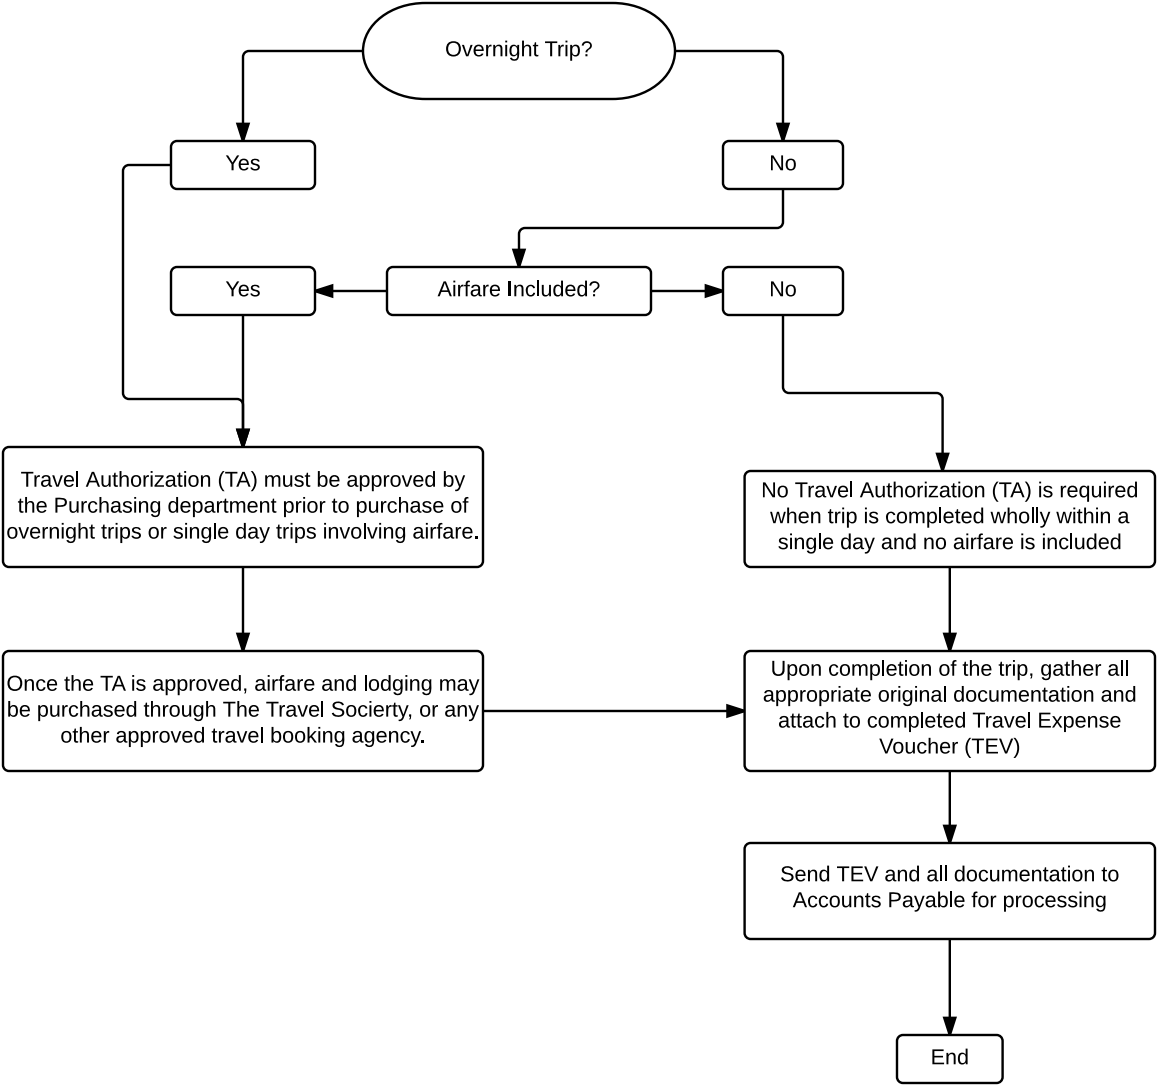 Overnight Trip?
Yes
No
Yes
Airfare Included?
No
Travel Authorization (TA) must be approved by
the Purchasing department prior to purchase of
overnight trips or single day trips involving airfare.
No Travel Authorization (TA) is required
when trip is completed wholly within a
single day and no airfare is included
Once the TA is approved, airfare and lodging may
be purchased through The Travel Socierty, or any
other approved travel booking agency.
Upon completion of the trip, gather all
appropriate original documentation and
attach to completed Travel Expense
Voucher (TEV)
Send TEV and all documentation to
Accounts Payable for processing
End